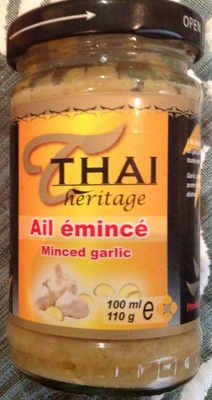 OPEN
THAI
heritage
Ail émincé
Minced garlic
100 ml e
110 g